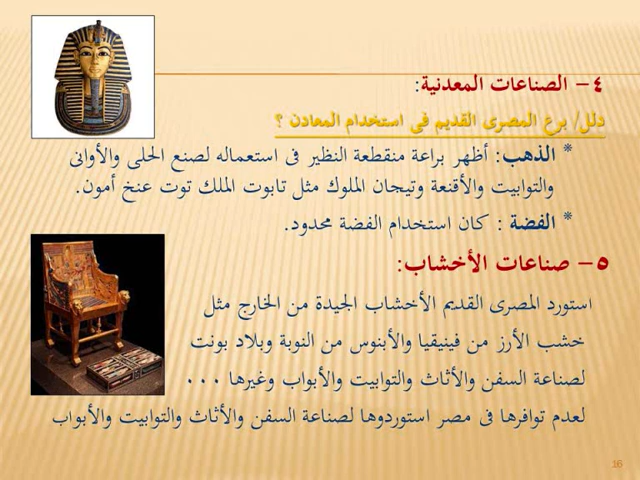 ٤- الصناعات المعدنية:
دلل/ برع المصرى القديم فى استخدام المعادن ؟
* الذهب: أظهر براعة منقطعة النظير فى استعماله لصنع الحلى والأوانى
والتوابيت والأقنعة وتيجان الملوك مثل تابوت الملك توت عنخ أمون.
* الفضة : كان استخدام الفضة محدود.
٥- صناعات الأخشاب:
استورد المصرى القديم الأخشاب الجيدة من الخارج مثل
خشب الأرز من فينيقيا والأبنوس من النوبة وبلاد بونت
لصناعة السفن والأثاث والتوابيت والأبواب وغيرها ...
لعدم توافرها فى مصر استوردوها لصناعة السفن والأثاث والتوابيت والأبواب
16